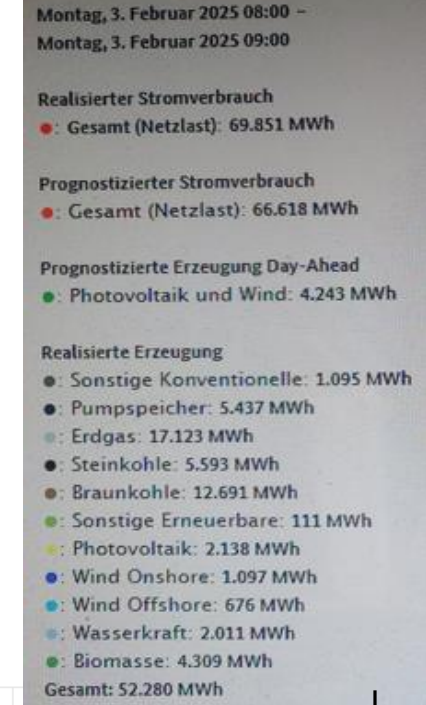 Montag, 3. Februar 2025 08:00 –
Montag, 3. Februar 2025 09:00
Realisierter Stromverbrauch
: Gesamt (Netzlast): 69.851 MWh
Prognostizierter Stromverbrauch
: Gesamt (Netzlast): 66.618 MWh
Prognostizierte Erzeugung Day-Ahead
: Photovoltaik und Wind: 4.243 MWh
Realisierte Erzeugung
: Sonstige Konventionelle: 1.095 MWh
: Pumpspeicher: 5.437 MWh
: Erdgas: 17.123 MWh
: Steinkohle: 5.593 MWh
: Braunkohle: 12.691 MWh
: Sonstige Erneuerbare: 111 MWh
: Photovoltaik: 2.138 MWh
: Wind Onshore: 1.097 MWh
: Wind Offshore: 676 MWh
: Wasserkraft: 2.011 MWh
: Biomasse: 4.309 MWh
Gesamt: 52.280 MWh